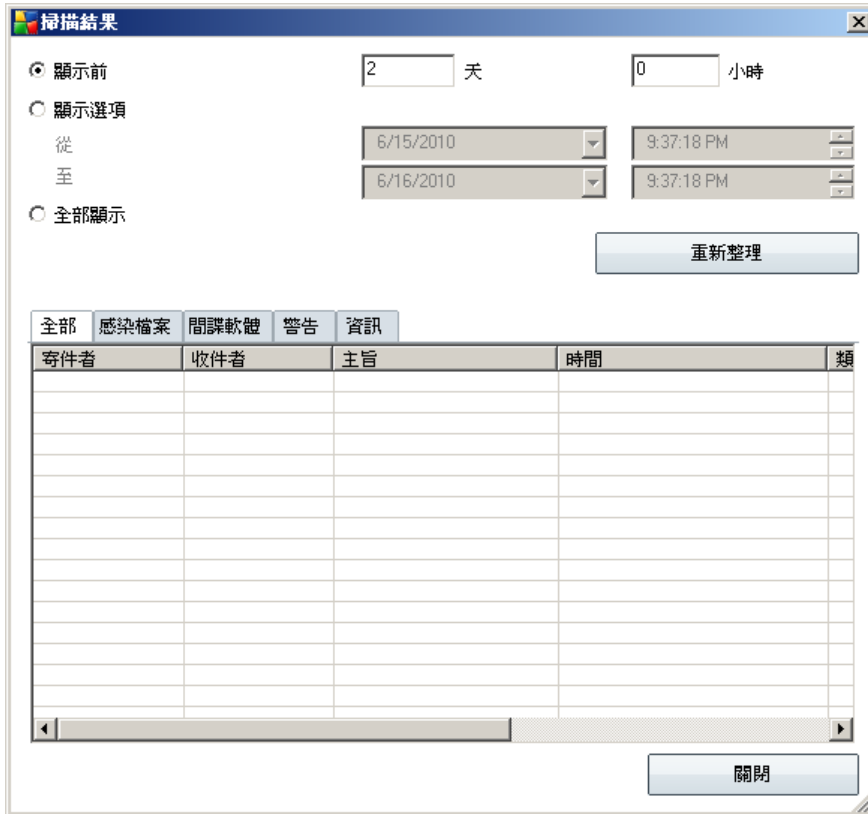 掃描結果
顯示前 2 天 0 小時
顯示選項
從 6/15/2010 9:37:18 PM
至 6/16/2010 9:37:18 PM
全部顯示
重新整理
全部 感染檔案 間諜軟體 警告 資訊
寄件者 收件者 主旨 時間 類
關閉